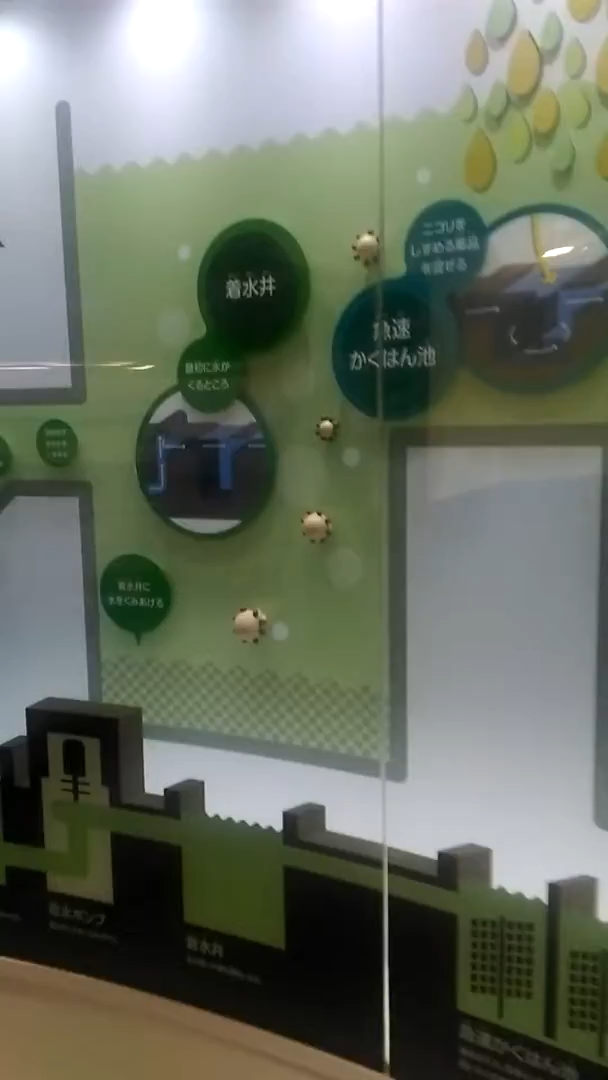 着水井
最初に水が
くるところ
ニゴリを
しずめる薬品
を混ぜる
急速
かくはん池
着水井に
水をくみあげる
取水ポンプ
着水井
急速かくはん池